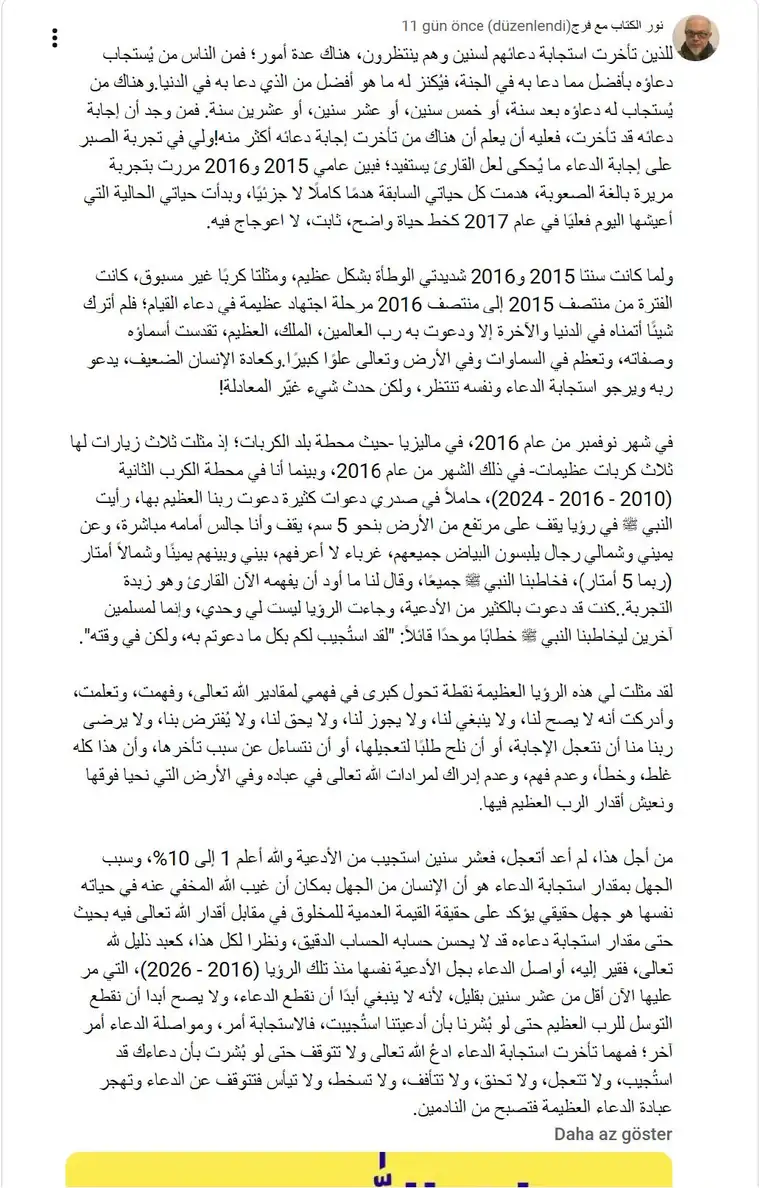 نور الكتاب مع فرج (düzenlendi) 11 gün önce
للذين تأخرت استجابة دعائهم لسنين وهم ينتظرون، هناك عدة أمور؛ فمن الناس من يُستجاب
دعاؤه بأفضل مما دعا به في الجنة، فيُكنز له ما هو أفضل من الذي دعا به في الدنيا.وهناك من
يُستجاب له دعاؤه بعد سنة، أو خمس سنين، أو عشر سنين، أو عشرين سنة. فمن وجد أن إجابة
دعائه قد تأخرت، فعليه أن يعلم أن هناك من تأخرت إجابة دعائه أكثر منه!ولي في تجربة الصبر
على إجابة الدعاء ما يُحكى لعل القارئ يستفيد؛ فبين عامي 2015 و2016 مررت بتجربة
مريرة بالغة الصعوبة، هدمت كل حياتي السابقة هدمًا كاملًا لا جزئيًا، وبدأت حياتي الحالية التي
أعيشها اليوم فعليًا في عام 2017 كخط حياة واضح، ثابت، لا اعوجاج فيه.
ولما كانت سنتا 2015 و2016 شديدتي الوطأة بشكل عظيم، ومثلتا كربًا غير مسبوق، كانت
الفترة من منتصف 2015 إلى منتصف 2016 مرحلة اجتهاد عظيمة في دعاء القيام؛ فلم أترك
شيئًا أتمناه في الدنيا والآخرة إلا ودعوت به رب العالمين، الملك، العظيم، تقدست أسماؤه
وصفاته، وتعظم في السماوات وفي الأرض وتعالى علوًا كبيرًا.وكعادة الإنسان الضعيف، يدعو
ربه ويرجو استجابة الدعاء ونفسه تنتظر، ولكن حدث شيء غيّر المعادلة!
في شهر نوفمبر من عام 2016، في ماليزيا -حيث محطة بلد الكربات؛ إذ مثلت ثلاث زيارات لها
ثلاث كربات عظيمات- في ذلك الشهر من عام 2016، وبينما أنا في محطة الكرب الثانية
(2010 - 2016 - 2024)، حاملاً في صدري دعوات كثيرة دعوت ربنا العظيم بها، رأيت
النبي ﷺ في رؤيا يقف على مرتفع من الأرض بنحو 5 سم، يقف وأنا جالس أمامه مباشرة، وعن
يميني وشمالي رجال يلبسون البياض جميعهم، غرباء لا أعرفهم، بيني وبينهم يمينًا وشمالاً أمتار
(ربما 5 أمتار)، فخاطبنا النبي ﷺ جميعًا، وقال لنا ما أود أن يفهمه الآن القارئ وهو زبدة
التجربة..كنت قد دعوت بالكثير من الأدعية، وجاءت الرؤيا ليست لي وحدي، وإنما لمسلمين
آخرين ليخاطبنا النبي ﷺ خطابًا موحدًا قائلاً: "لقد استُجيب لكم بكل ما دعوتم به، ولكن في وقته".
لقد مثلت لي هذه الرؤيا العظيمة نقطة تحول كبرى في فهمي لمقادير الله تعالى، وفهمت، وتعلمت،
وأدركت أنه لا يصح لنا، ولا ينبغي لنا، ولا يجوز لنا، ولا يحق لنا، ولا يُفترض بنا، ولا يرضى
ربنا منا أن نتعجل الإجابة، أو أن نلح طلبًا لتعجيلها، أو أن نتساءل عن سبب تأخرها، وأن هذا كله
غلط، وخطأ، وعدم فهم، وعدم إدراك لمرادات الله تعالى في عباده وفي الأرض التي نحيا فوقها
ونعيش أقدار الرب العظيم فيها.
من أجل هذا، لم أعد أتعجل، فعشر سنين استجيب من الأدعية والله أعلم 1 إلى 10%، وسبب
الجهل بمقدار استجابة الدعاء هو أن الإنسان من الجهل بمكان أن غيب الله المخفي عنه في حياته
نفسها هو جهل حقيقي يؤكد على حقيقة القيمة العدمية للمخلوق في مقابل أقدار الله تعالى فيه بحيث
حتى مقدار استجابة دعاءه قد لا يحسن حسابه الحساب الدقيق، ونظرا لكل هذا، كعبد ذليل لله
تعالى، فقير إليه، أواصل الدعاء بجل الأدعية نفسها منذ تلك الرؤيا (2016 - 2026)، التي مر
عليها الآن أقل من عشر سنين بقليل، لأنه لا ينبغي أبدًا أن نقطع الدعاء، ولا يصح أبدا أن نقطع
التوسل للرب العظيم حتى لو بُشرنا بأن أدعيتنا استُجيبت، فالاستجابة أمر، ومواصلة الدعاء أمر
آخر؛ فمهما تأخرت استجابة الدعاء ادعُ الله تعالى ولا تتوقف حتى لو بُشرت بأن دعاءك قد
استُجيب، ولا تتعجل، ولا تحنق، ولا تتأفف، ولا تسخط، ولا تيأس فتتوقف عن الدعاء وتهجر
عبادة الدعاء العظيمة فتصبح من النادمين.
Daha az göster